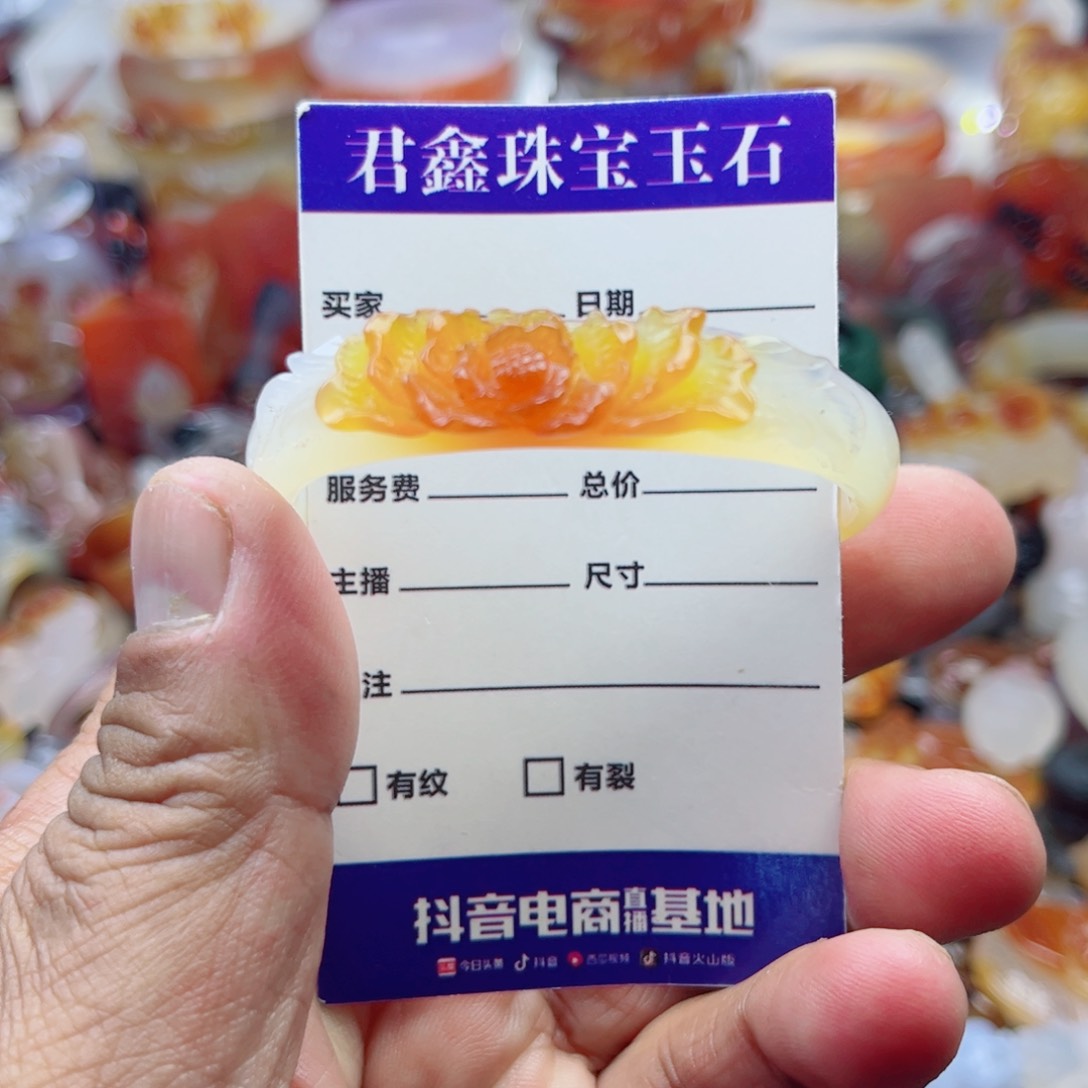 君鑫珠宝玉石
买家 日期
服务费 总价
主播 尺寸
注
有纹 有裂
抖音电商直播基地
今日头条 抖音 西瓜视频 抖音火山版